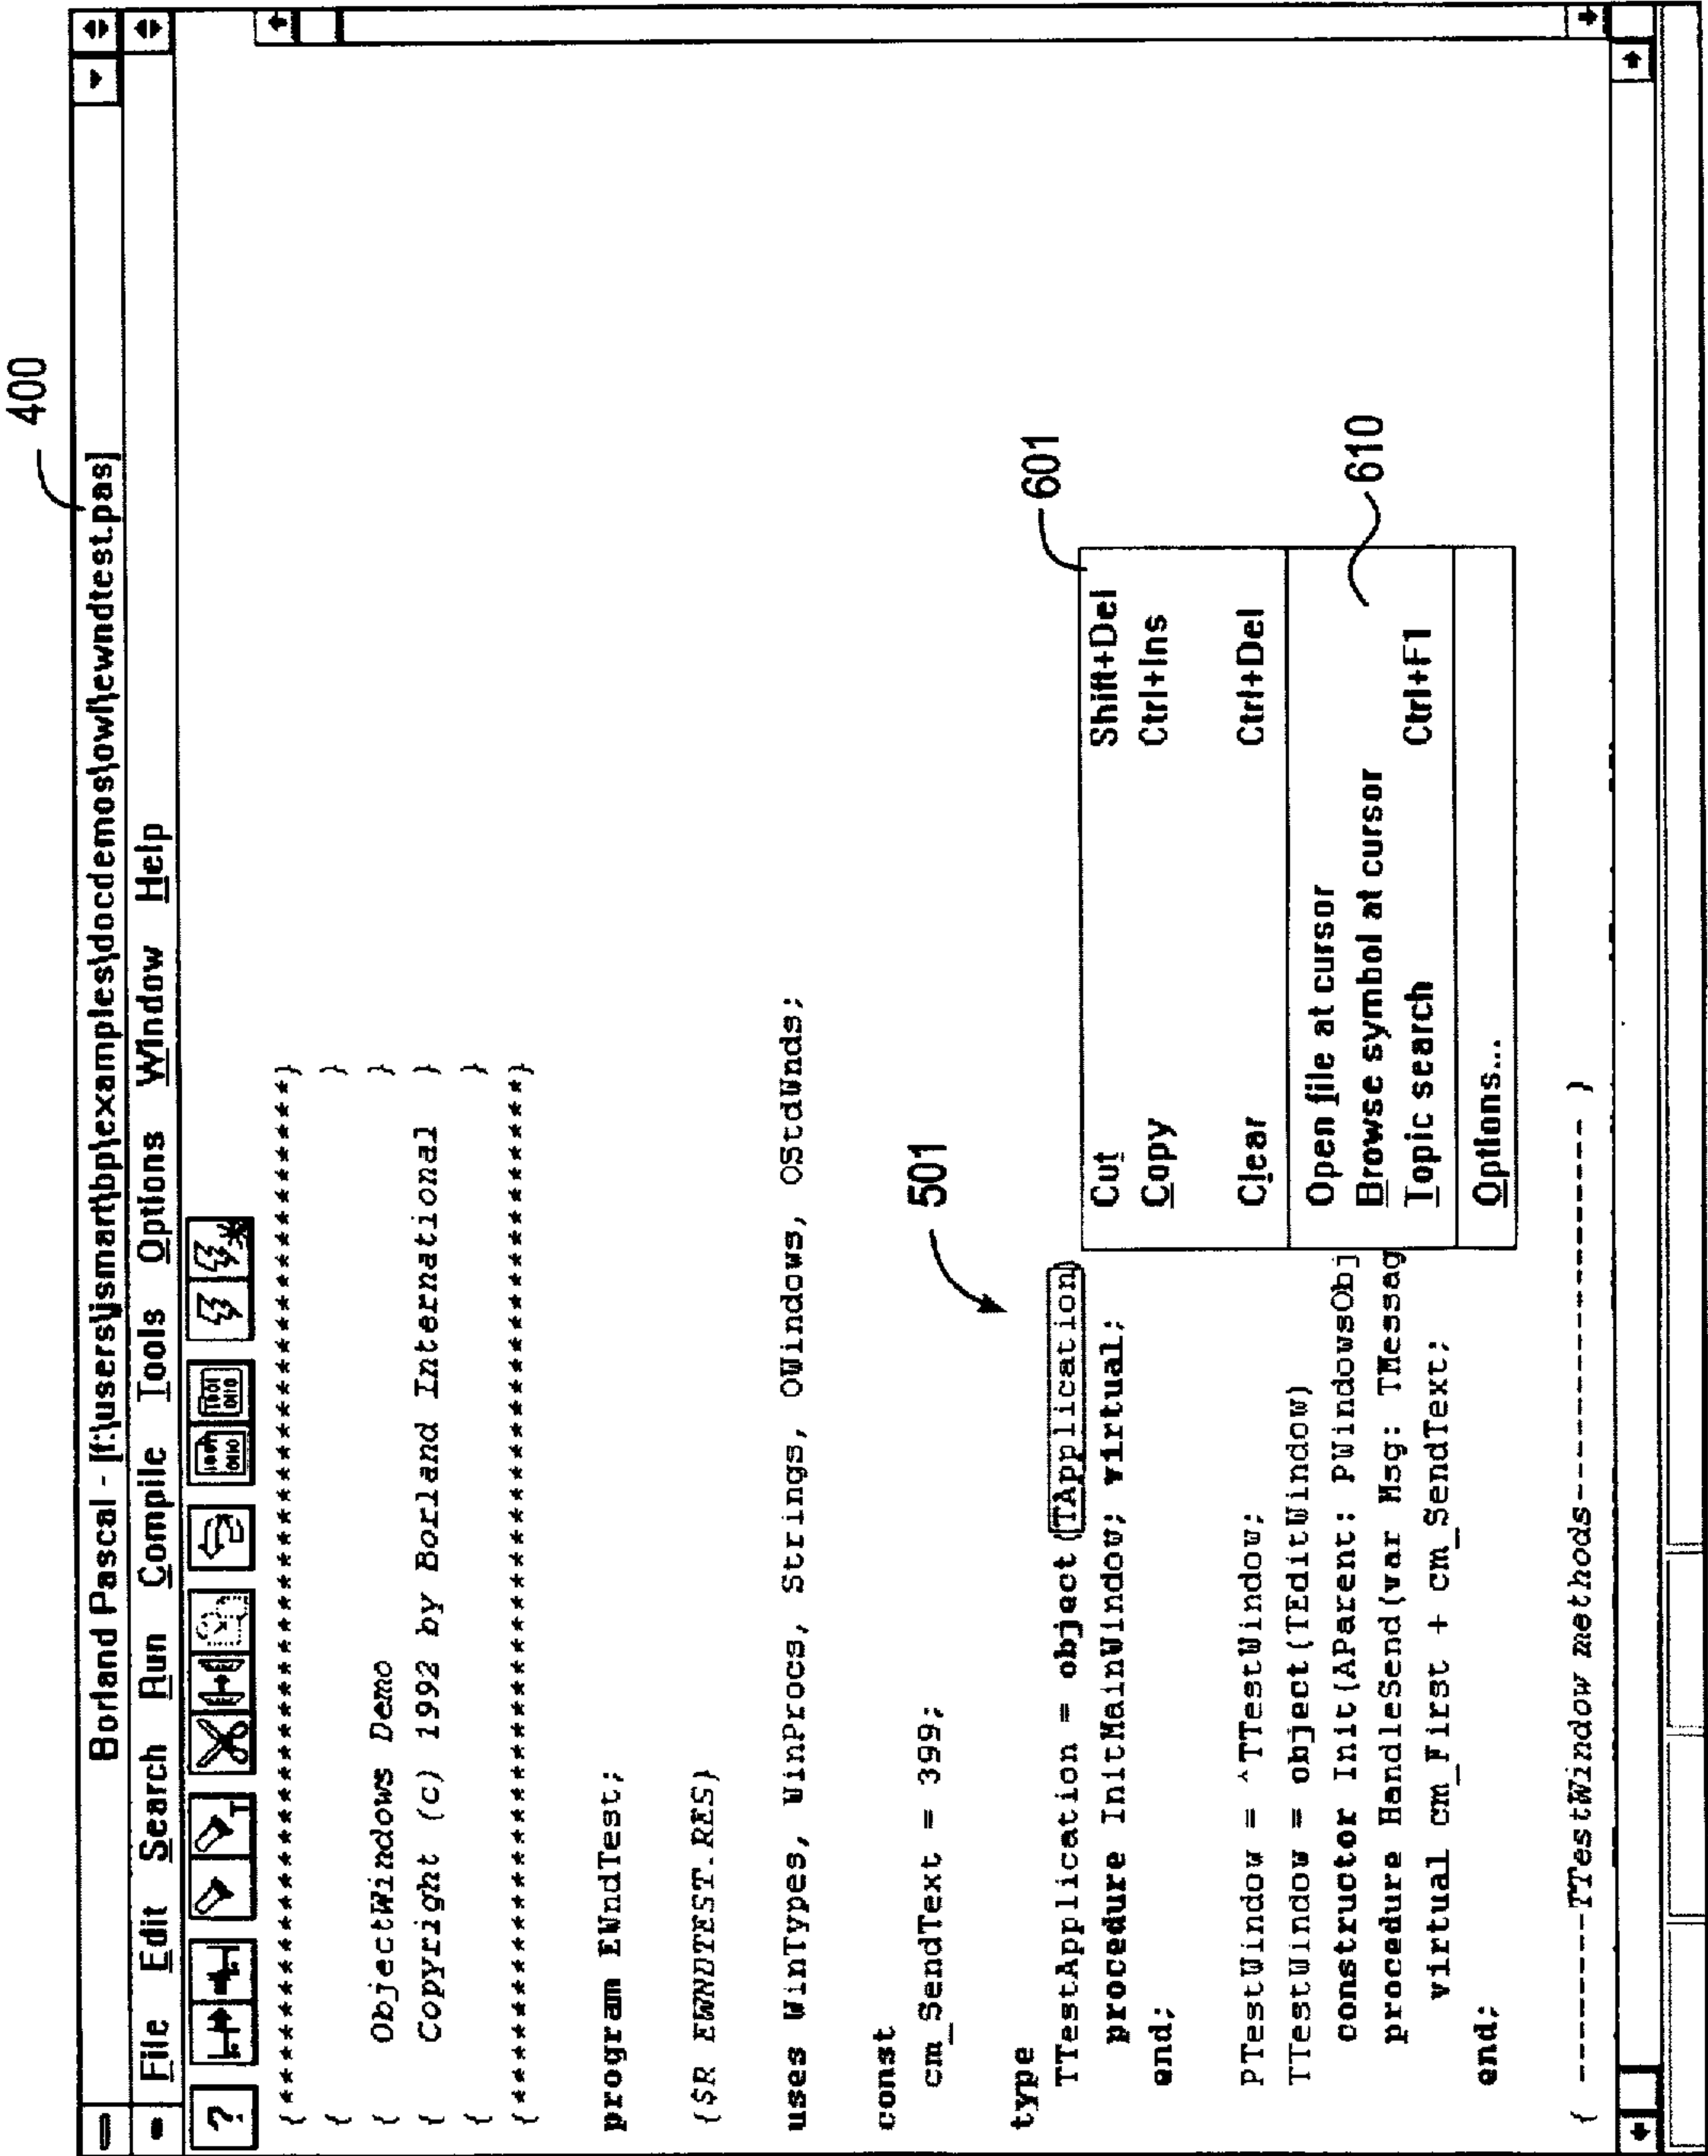 400
Borland Pascal - [f:\users\jsmart\bp\examples\docdemos\owl\ewndtest.pas]
File Edit Search Run Compile Tools Options Window Help
{*******************************************}
{ }
{ ObjectWindows Demo }
{ Copyright (c) 1992 by Borland International }
{ }
{*******************************************}
program EWndTest;
{$R EWNDTEST.RES}
uses WinTypes, WinProcs, Strings, OWindows, OStdWnds;
const
cm_SendText = 399;
501
type
TTestApplication = object(TApplication)
procedure InitMainWindow; virtual;
end;
PTestWindow = ^TTestWindow;
TTestWindow = object(TEditWindow)
constructor Init(AParent: PWindowsObj
procedure HandleSend(var Msg: TMessag
virtual cm_First + cm_SendText;
end;
601
Cut Shift+Del
Copy Ctrl+Ins
Clear Ctrl+Del
610
Open file at cursor
Browse symbol at cursor
Topic search Ctrl+F1
Options...
{ --------TTestWindow methods------------------------ }